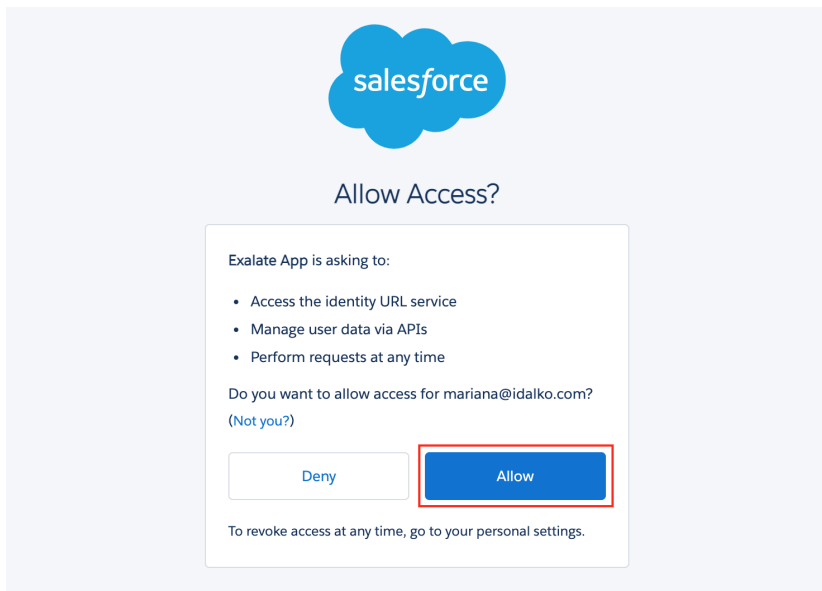 salesforce
Allow Access?
Exalate App is asking to:
• Access the identity URL service
• Manage user data via APIs
• Perform requests at any time
Do you want to allow access for mariana@idalko.com?
(Not you?)
Deny Allow
To revoke access at any time, go to your personal settings.